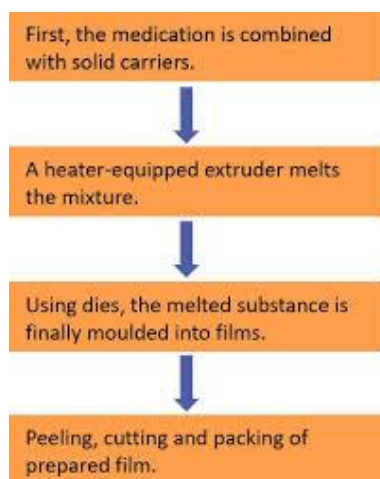 First, the medication is combined
with solid carriers.
A heater-equipped extruder melts
the mixture.
Using dies, the melted substance is
finally moulded into films.
Peeling, cutting and packing of
prepared film.